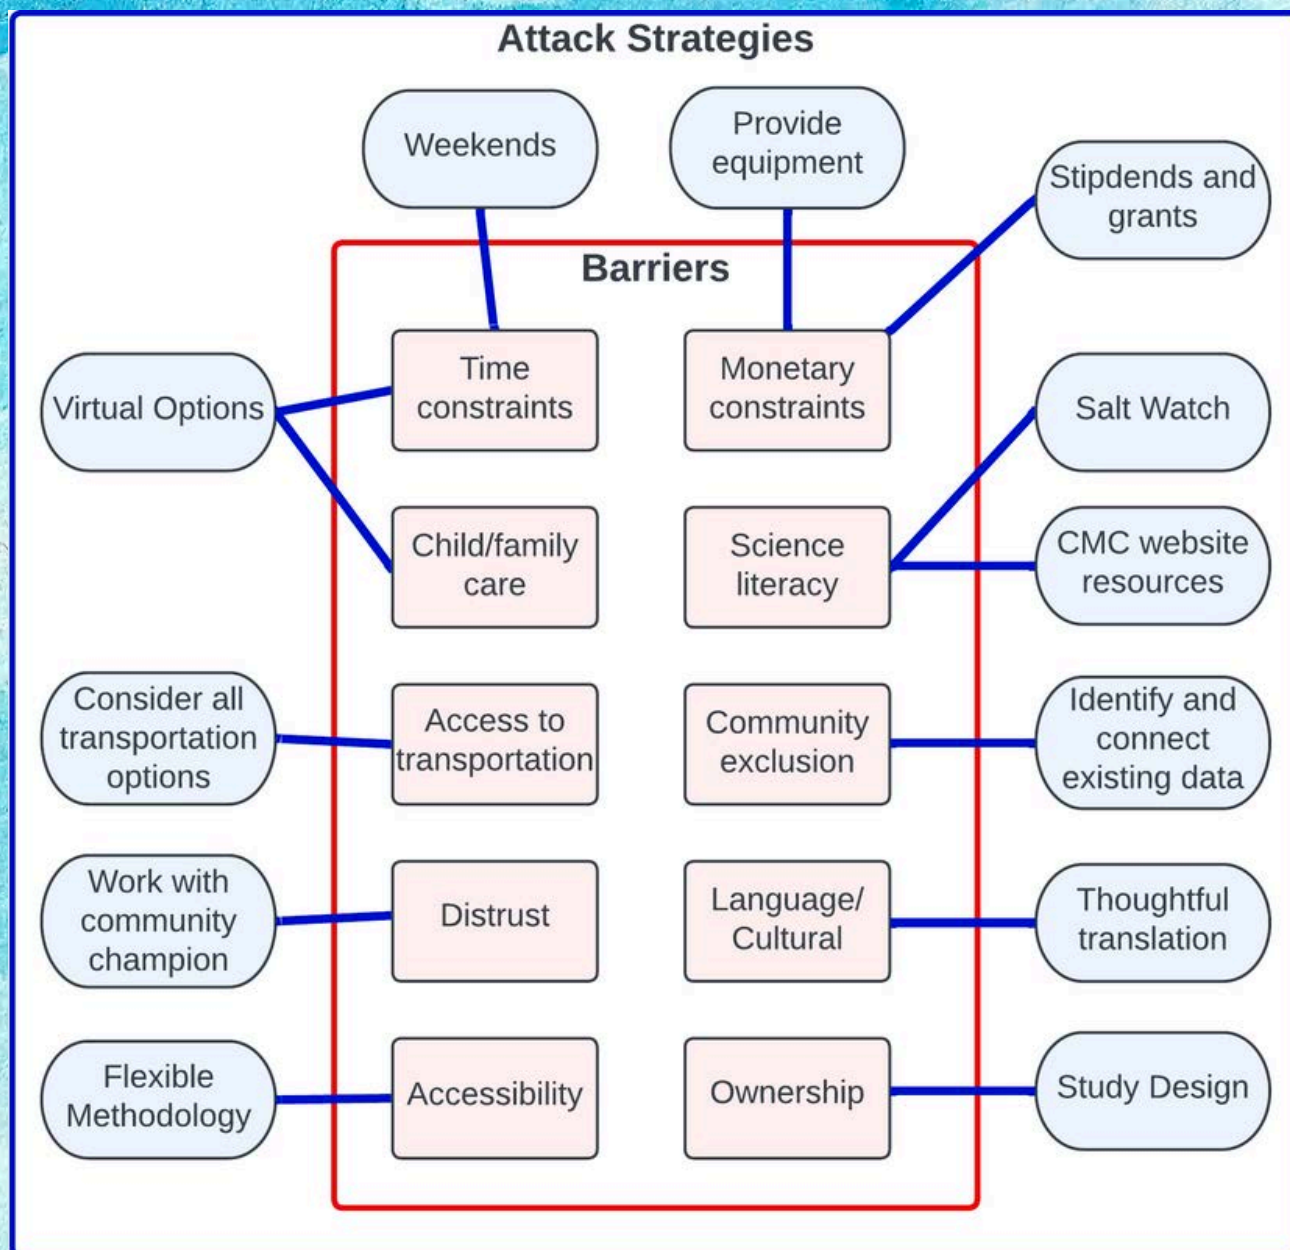 Attack Strategies
Weekends
Provide
equipment
Stipdends and
grants
Barriers
Time
constraints
Monetary
constraints
Virtual Options
Salt Watch
Child/family
care
Science
literacy
CMC website
resources
Consider all
transportation
options
Access to
transportation
Community
exclusion
Identify and
connect
existing data
Work with
community
champion
Distrust
Language/
Cultural
Thoughtful
translation
Flexible
Methodology
Accessibility
Ownership
Study Design